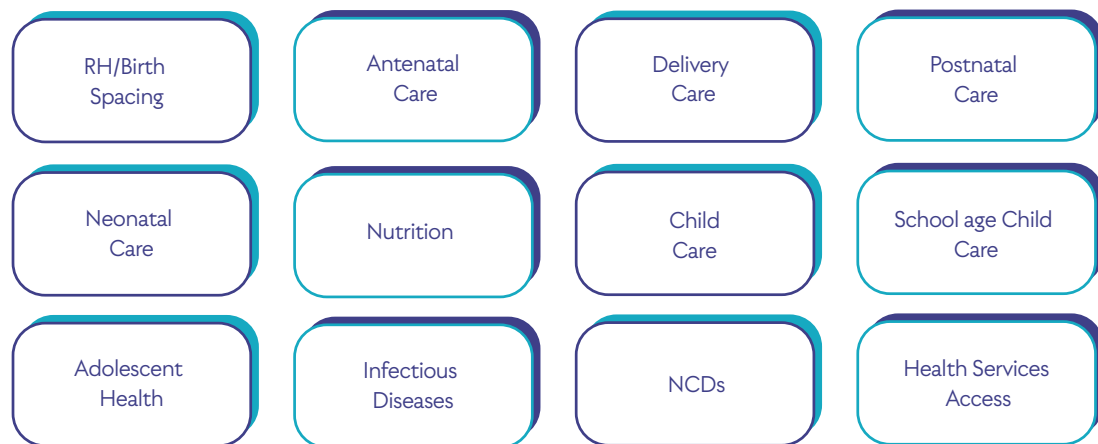 RH/Birth
Spacing
Antenatal
Care
Delivery
Care
Postnatal
Care
Neonatal
Care
Nutrition
Child
Care
School age Child
Care
Adolescent
Health
Infectious
Diseases
NCDs
Health Services
Access